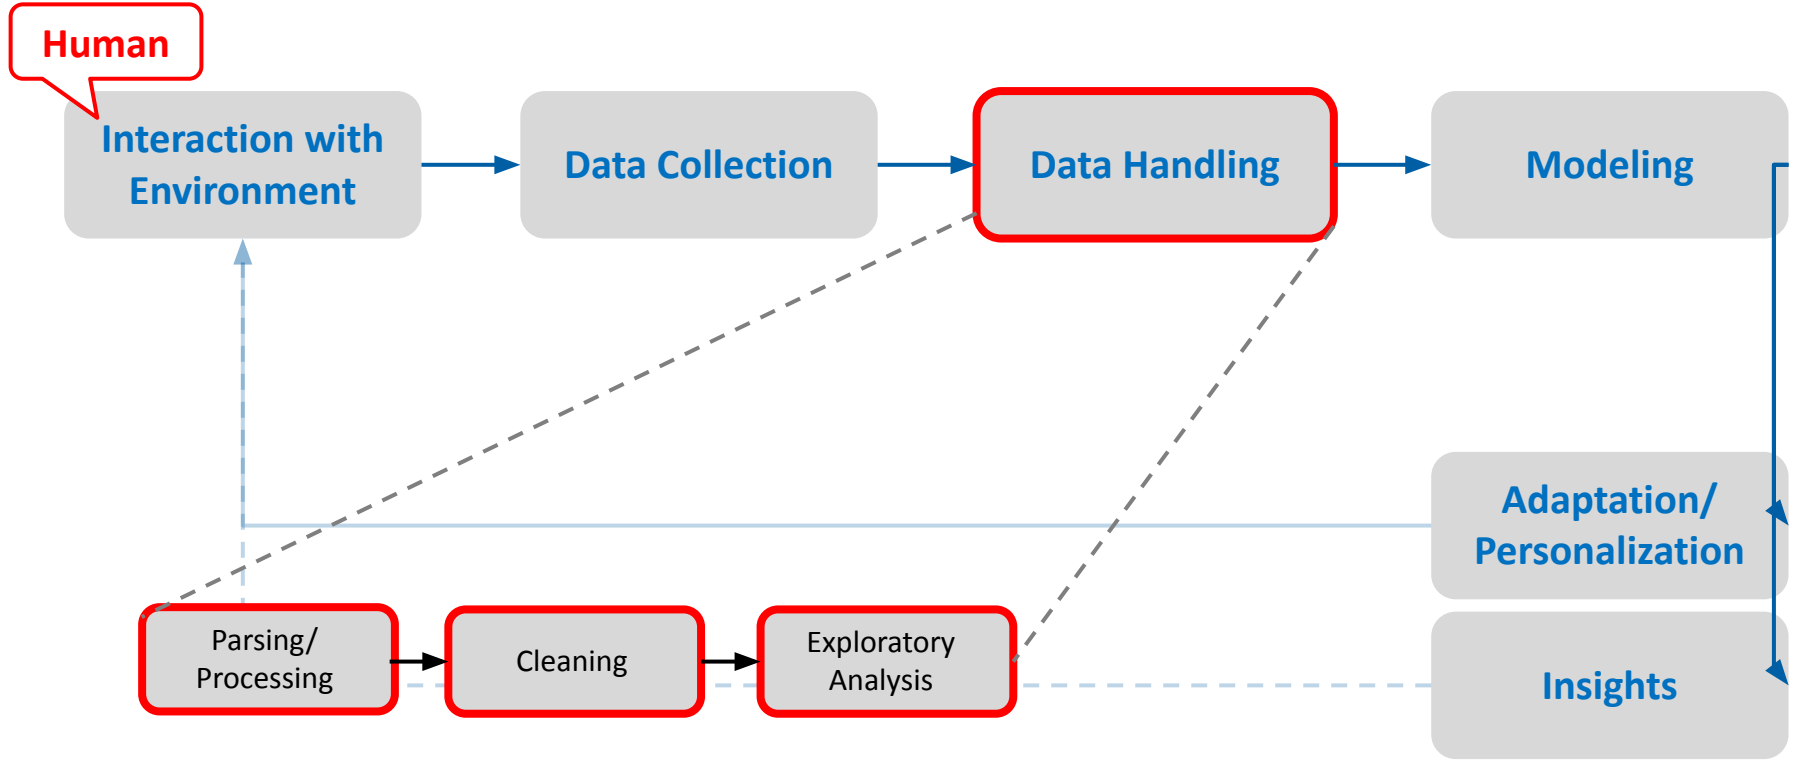 Human
Interaction with
Environment
Data Collection
Data Handling
Modeling
Adaptation/
Personalization
Parsing/
Processing
Cleaning
Exploratory
Analysis
Insights